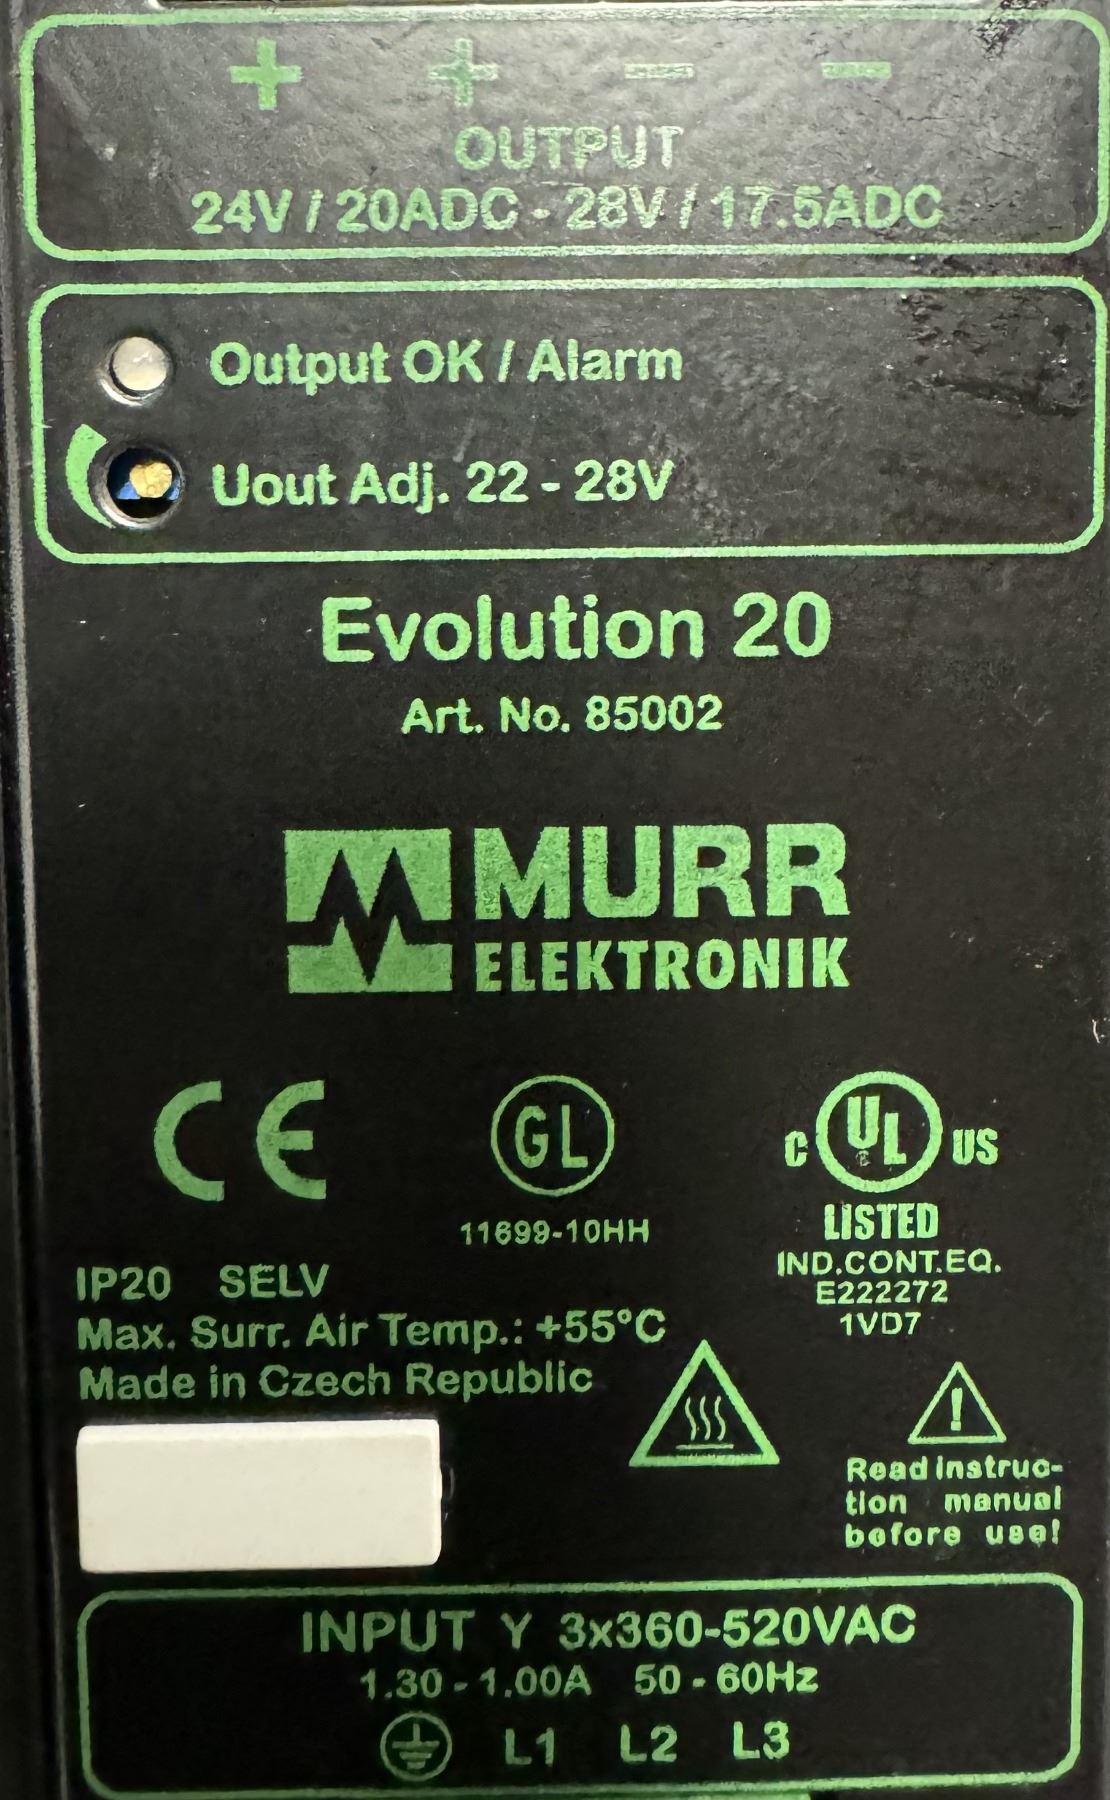 + + − −
OUTPUT
24V / 20ADC - 28V / 17.5ADC
Output OK / Alarm
Uout Adj. 22 - 28V
Evolution 20
Art. No. 85002
MURR
ELEKTRONIK
CE
GL
11699-10HH
C UL US
LISTED
IND.CONT.EQ.
E222272
1VD7
IP20 SELV
Max. Surr. Air Temp.: +55°C
Made in Czech Republic
!
Read instruc-
tion manual
before use!
INPUT Y 3x360-520VAC
1.30 - 1.00A 50 - 60Hz
L1 L2 L3